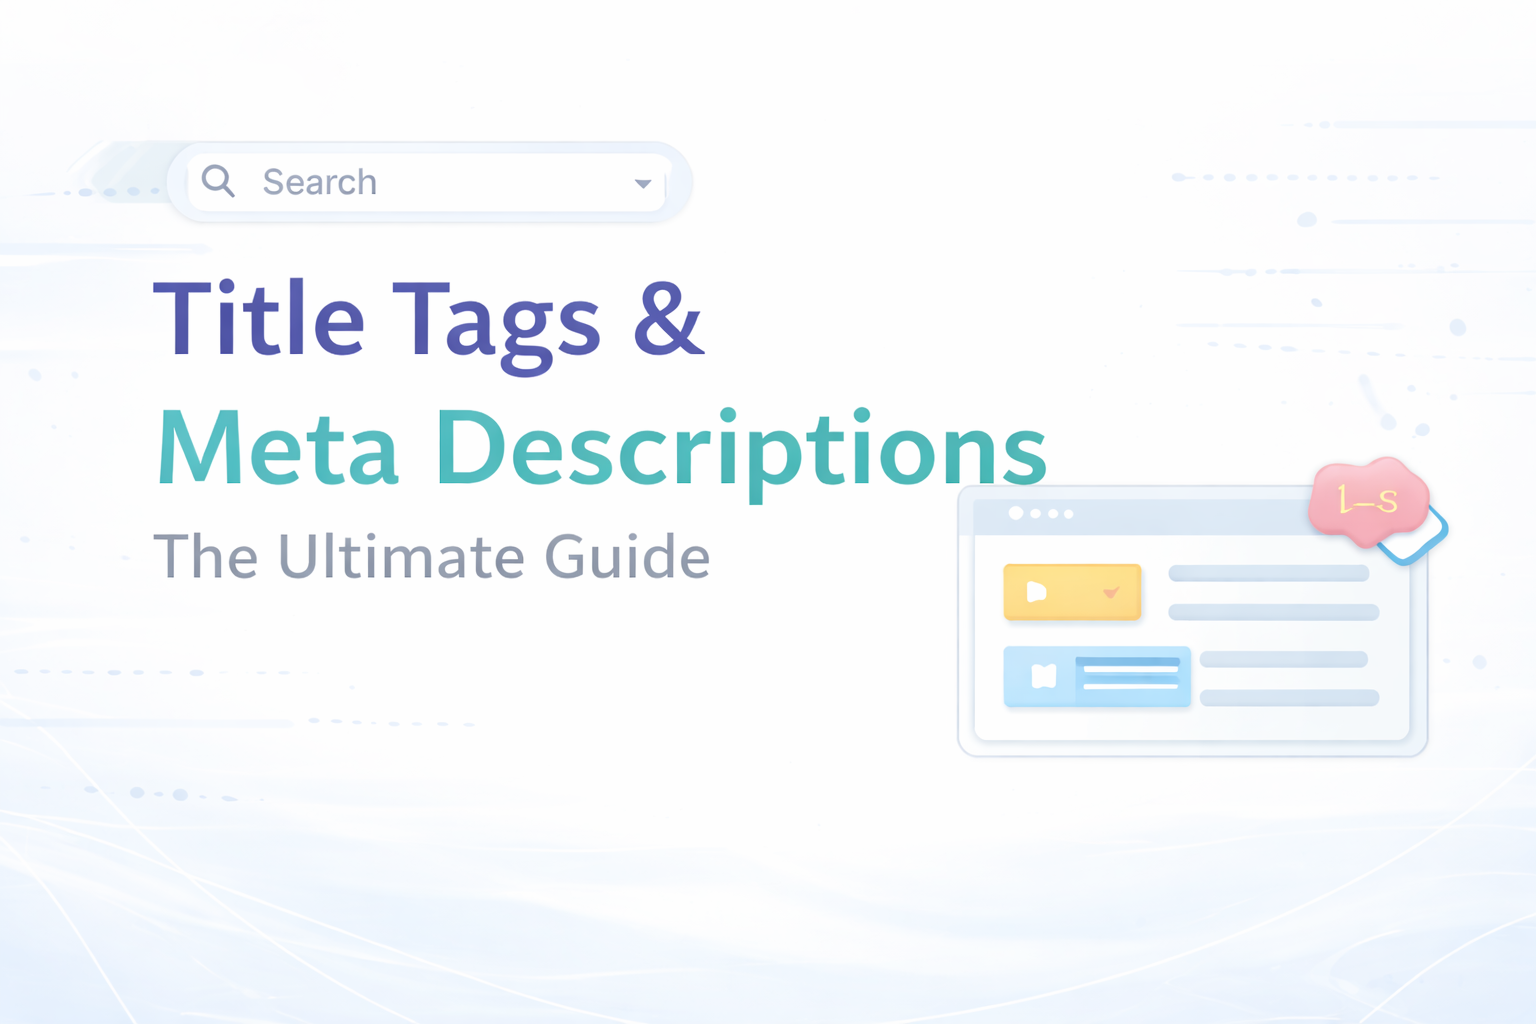 Search
Title Tags &
Meta Descriptions
The Ultimate Guide